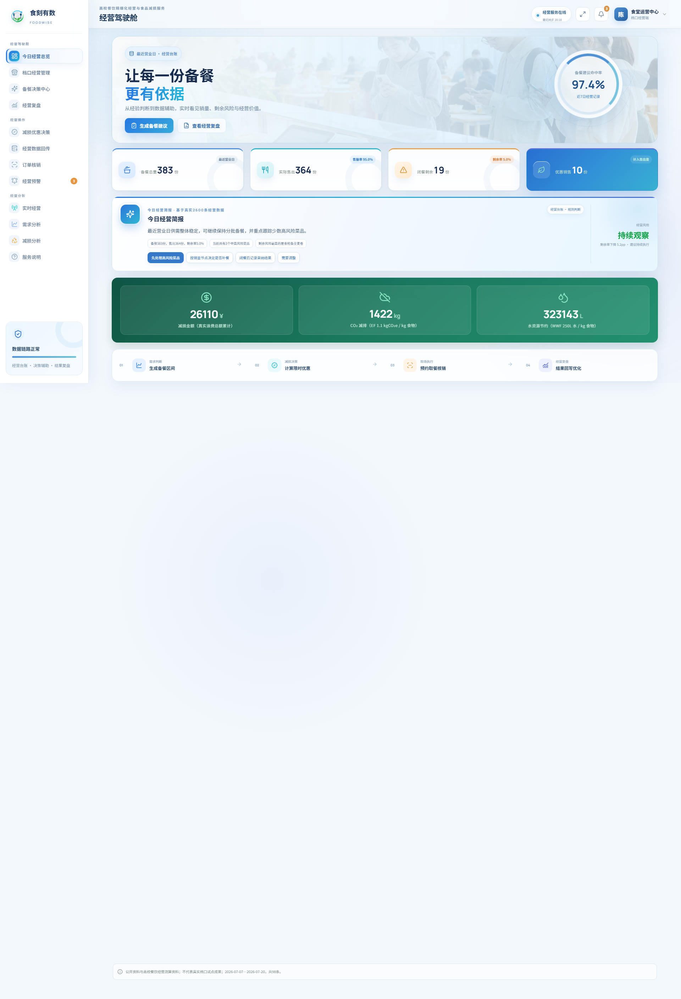 食刻有数
FOODWISE
经营驾驶舱
今日经营总览
档口经营管理
备餐决策中心
经营复盘
经营操作
减损优惠决策
经营数据回传
订单核销
经营预警
3
经营分析
实时经营
需求分析
减损分析
服务说明
数据链路正常
经营台账 • 决策辅助 • 结果复盘
高校餐饮精细化经营与食品减损服务
经营驾驶舱
经营服务在线
最近同步 20:18
3
陈
食堂运营中心
档口经营端
最近营业日 • 经营台账
让每一份备餐
更有依据
从经验判断到数据辅助，实时看见销量、剩余风险与经营价值。
生成备餐建议
查看经营复盘
备餐建议命中率
97.4%
近7日经营记录
最近营业日
备餐总量383 份
售罄率 95.0%
实际售出364 份
剩余率 5.0%
闭餐剩余19 份
计入售出量
优惠销售10 份
今日经营简报 · 基于真实2600条经营数据
今日经营简报
最近营业日供需整体稳定，可继续保持分批备餐，并重点跟踪少数高风险菜品。
备餐383份，售出364份，剩余率5.0%
当前共有3个中高风险菜品
剩余风险最高的是金枪鱼全麦卷
先处理高风险菜品
按销量节点决定是否补餐
闭餐后记录采纳结果
需要调整
经营台账 • 规则判断
经营风险
持续观察
剩余率下降 5.2pp • 建议持续执行
26110 ¥
减损金额（真实浪费总额累计）
1422 kg
CO₂ 减排（EF 1.1 kgCO₂e / kg 食物）
323143 L
水资源节约（WWF 250L 水 / kg 食物）
01
需求判断
生成备餐区间
02
减损决策
计算限时优惠
03
现场执行
预约取餐核销
04
经营复盘
结果回写优化
公开资料与高校餐饮经营测算资料；不代表真实档口试点成果；2026-07-07—2026-07-20，共98条。